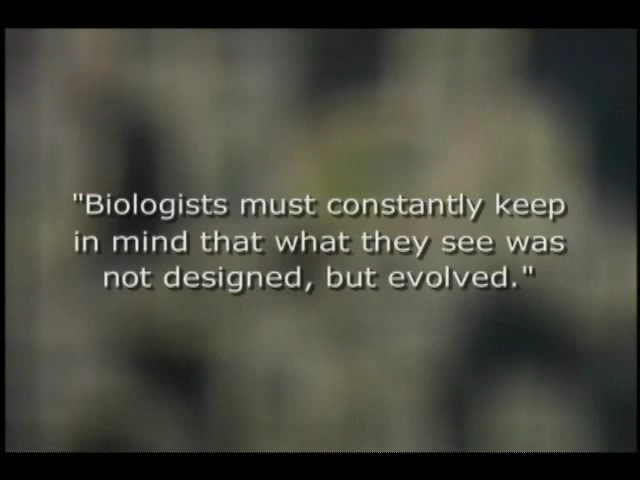 "Biologists must constantly keep
in mind that what they see was
not designed, but evolved."